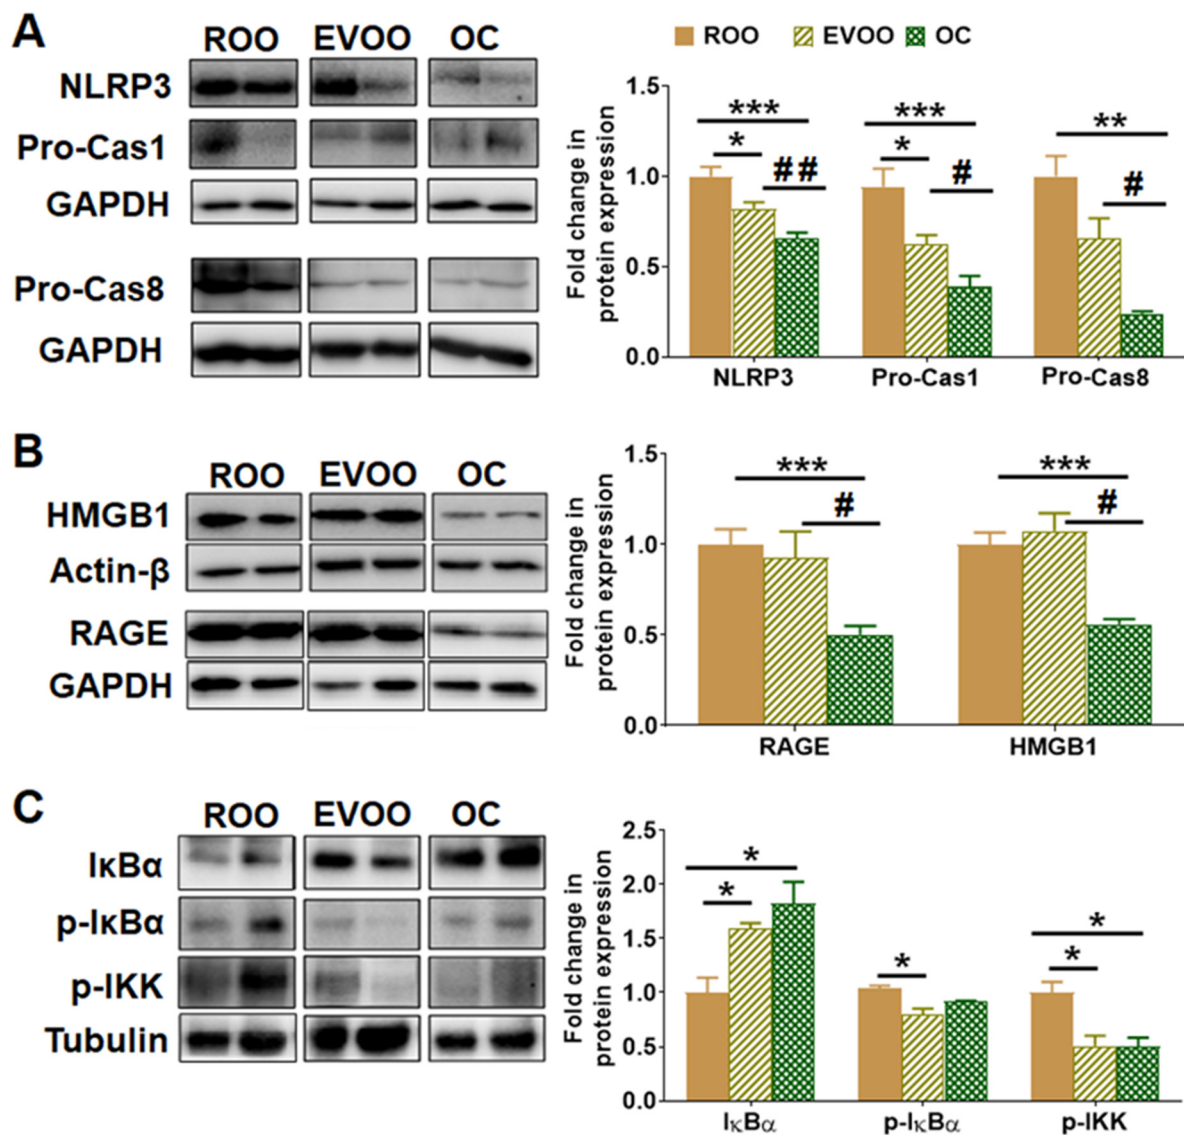 A
ROO EVOO OC
NLRP3
Pro-Cas1
GAPDH
Pro-Cas8
GAPDH
ROO EVOO OC
Fold change in
protein expression
1.5
1.0
0.5
0.0
*** *** **
* ## * # #
NLRP3 Pro-Cas1 Pro-Cas8
B
ROO EVOO OC
HMGB1
Actin-β
RAGE
GAPDH
Fold change in
protein expression
1.5
1.0
0.5
0.0
*** ***
# #
RAGE HMGB1
C
ROO EVOO OC
IκBα
p-IκBα
p-IKK
Tubulin
Fold change in
protein expression
2.5
2.0
1.5
1.0
0.5
0.0
* *
* * *
IκBα p-IκBα p-IKK